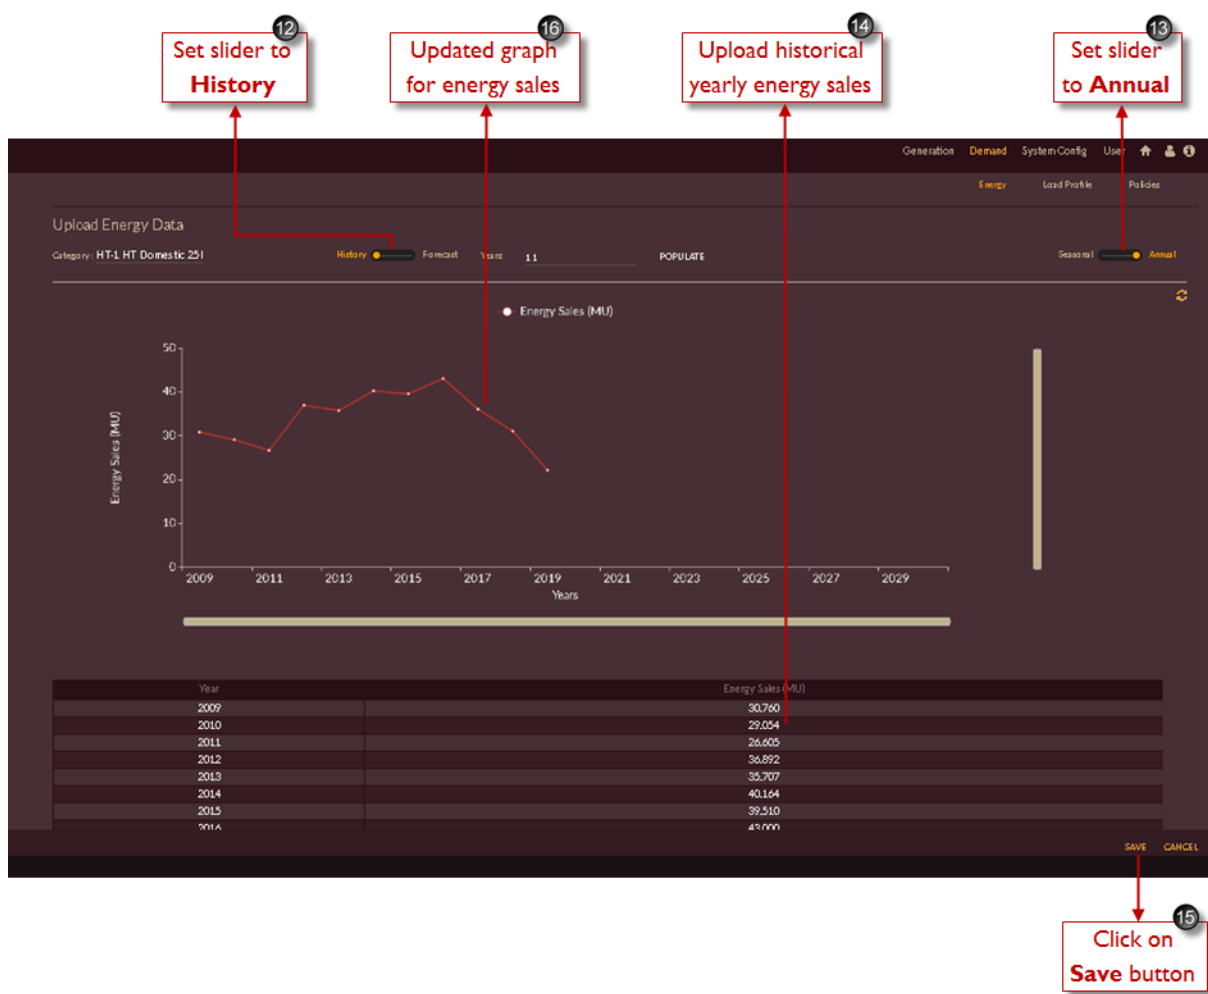 12
16
14
13
Set slider to
History
Updated graph
for energy sales
Upload historical
yearly energy sales
Set slider
to Annual
Generation Demand System Config User
Energy Load Profile Policies
Upload Energy Data
Category: HT-1 HT Domestic 251 History Forecast Years 11 POPULATE Seasonal Annual
Energy Sales (MU)
50
40
30
20
10
0
Energy Sales (MU)
2009 2011 2013 2015 2017 2019 2021 2023 2025 2027 2029
Years
Year Energy Sales (MU)
2009 30.760
2010 29.054
2011 26.605
2012 36.892
2013 35.707
2014 40.164
2015 39.510
2016 43.000
SAVE CANCEL
15
Click on
Save button